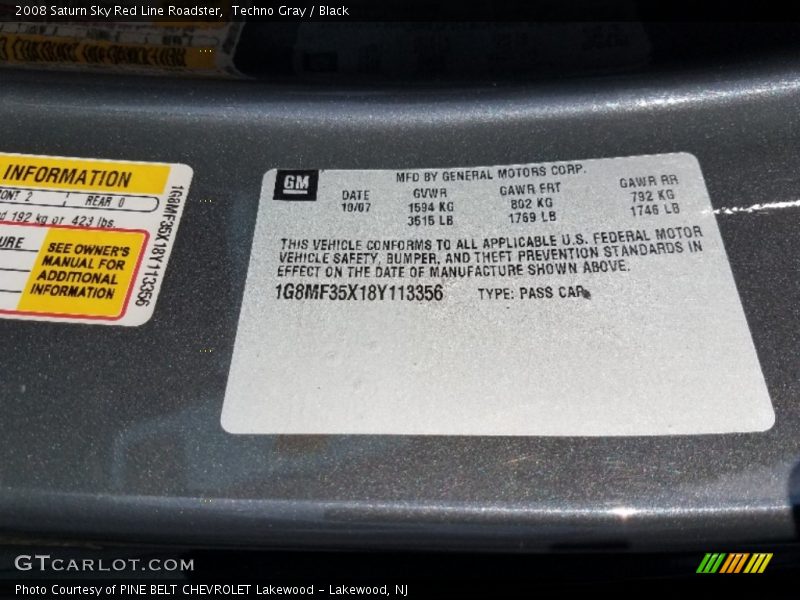 2008 Saturn Sky Red Line Roadster,  Techno Gray / Black
INFORMATION
ONT 2
REAR 0
192 kg or 423 lbs.
SEE OWNER'S
MANUAL FOR
ADDITIONAL
INFORMATION
1G8MF35X18Y113356
GM
MFD BY GENERAL MOTORS CORP.
DATE GVWR GAWR FRT GAWR RR
10/07 1594 KG 802 KG 792 KG
3515 LB 1769 LB 1746 LB
THIS VEHICLE CONFORMS TO ALL APPLICABLE U.S. FEDERAL MOTOR
VEHICLE SAFETY, BUMPER, AND THEFT PREVENTION STANDARDS IN
EFFECT ON THE DATE OF MANUFACTURE SHOWN ABOVE.
1G8MF35X18Y113356 TYPE: PASS CAR
GTCARLOT.COM
Photo Courtesy of PINE BELT CHEVROLET Lakewood - Lakewood, NJ